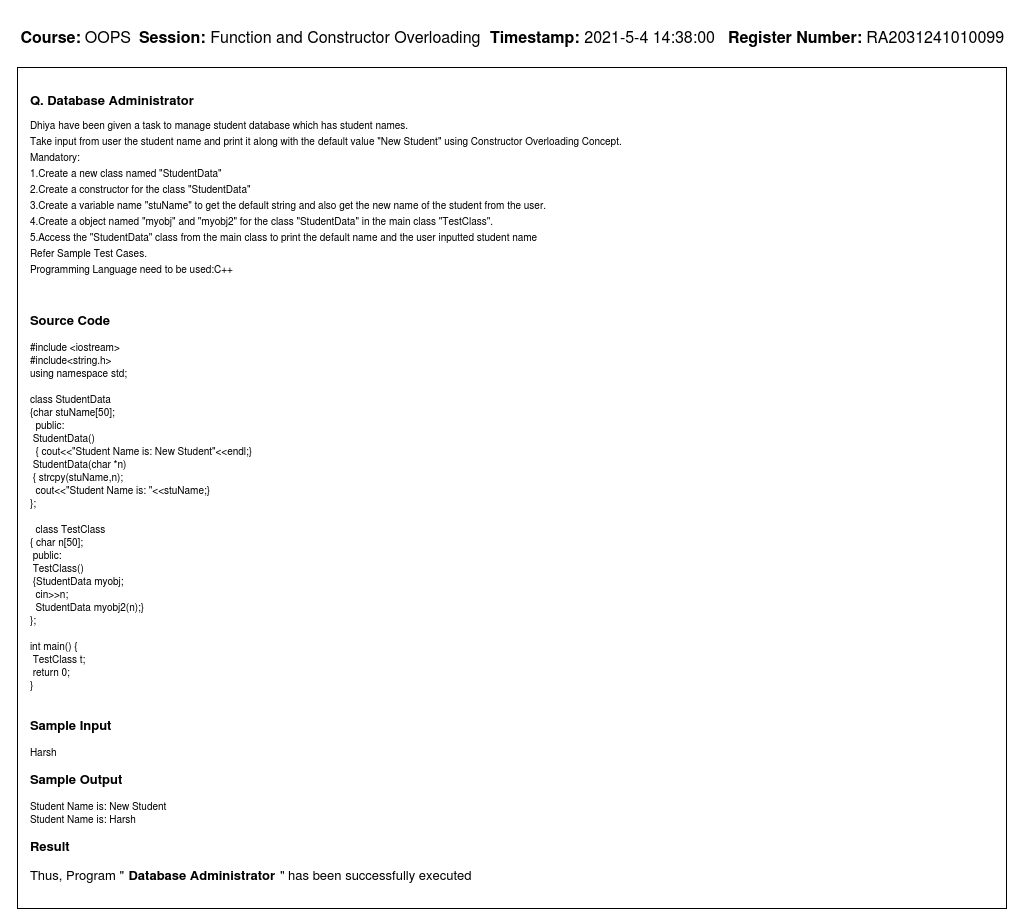 Course: OOPS Session: Function and Constructor Overloading Timestamp: 2021-5-4 14:38:00 Register Number: RA2031241010099
Q. Database Administrator
Dhiya have been given a task to manage student database which has student names.
Take input from user the student name and print it along with the default value "New Student" using Constructor Overloading Concept.
Mandatory:
1.Create a new class named "StudentData"
2.Create a constructor for the class "StudentData"
3.Create a variable name "stuName" to get the default string and also get the new name of the student from the user.
4.Create a object named "myobj" and "myobj2" for the class "StudentData" in the main class "TestClass".
5.Access the "StudentData" class from the main class to print the default name and the user inputted student name
Refer Sample Test Cases.
Programming Language need to be used:C++
Source Code
#include <iostream>
#include<string.h>
using namespace std;
class StudentData
{char stuName[50];
public:
StudentData()
{ cout<<"Student Name is: New Student"<<endl;}
StudentData(char *n)
{ strcpy(stuName,n);
cout<<"Student Name is: "<<stuName;}
};
class TestClass
{ char n[50];
public:
TestClass()
{StudentData myobj;
cin>>n;
StudentData myobj2(n);}
};
int main() {
TestClass t;
return 0;
}
Sample Input
Harsh
Sample Output
Student Name is: New Student
Student Name is: Harsh
Result
Thus, Program " Database Administrator " has been successfully executed